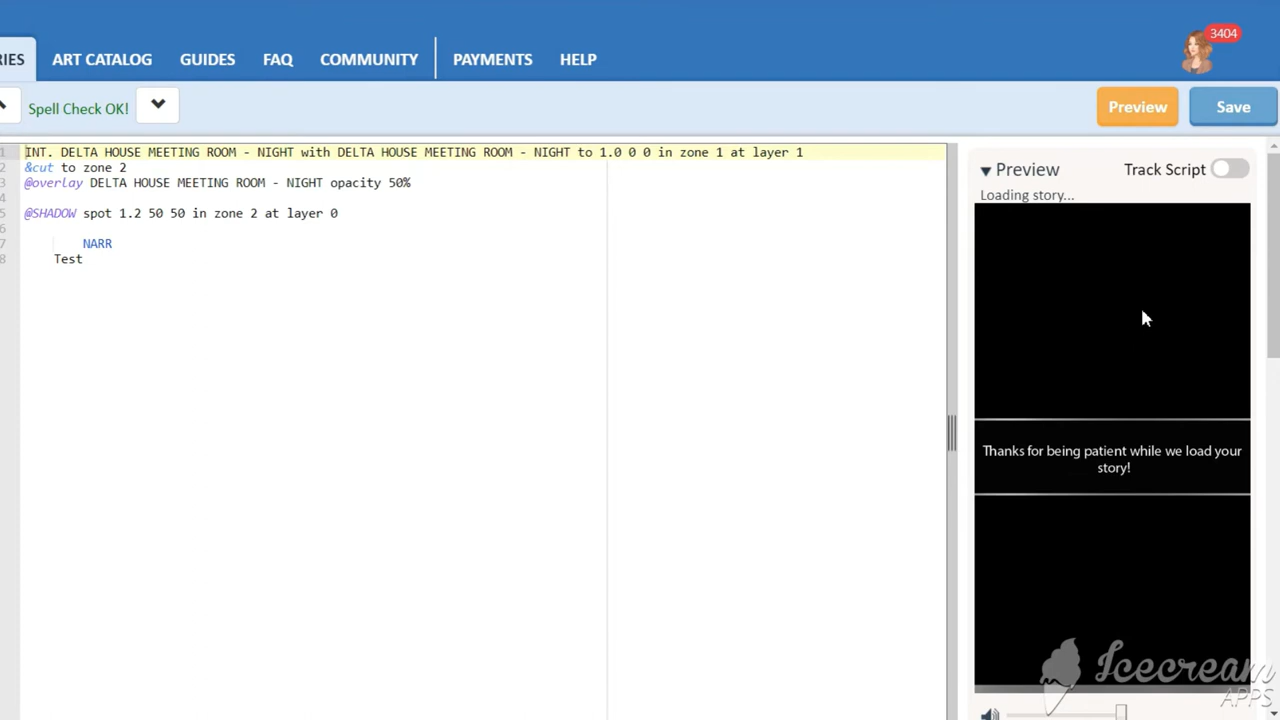 3404
RIES ART CATALOG GUIDES FAQ COMMUNITY PAYMENTS HELP
Spell Check OK! Preview Save
1 INT. DELTA HOUSE MEETING ROOM - NIGHT with DELTA HOUSE MEETING ROOM - NIGHT to 1.0 0 0 in zone 1 at layer 1
2 &cut to zone 2
3 @overlay DELTA HOUSE MEETING ROOM - NIGHT opacity 50%
4
5 @SHADOW spot 1.2 50 50 in zone 2 at layer 0
6
7 NARR
8 Test
Preview Track Script
Loading story...
Thanks for being patient while we load your
story!
Icecream
APPS